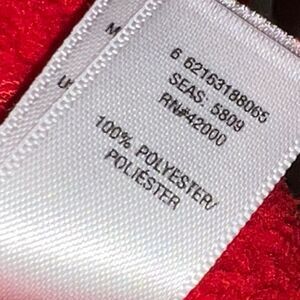 6 62163188065
SEAS. 5809
RN#42000
100% POLYESTER/
POLIÉSTER